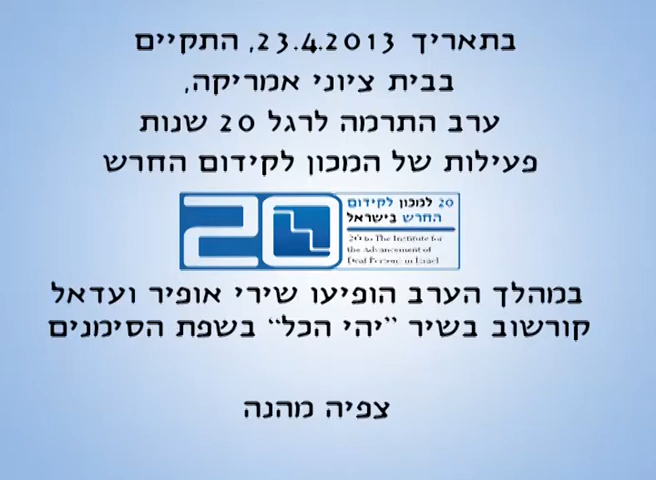 בתאריך 23.4.2013, התקיים
בבית ציוני אמריקה,
ערב התרמה לרגל 20 שנות
פעילות של המכון לקידום החרש
20
20 למכון לקידום
החרש בישראל
20 to The Institute for
the Advancement of
Deaf Persons in Israel
במהלך הערב הופיעו שירי אופיר ועדאל
קורשוב בשיר "יהי הכל" בשפת הסימנים
צפיה מהנה